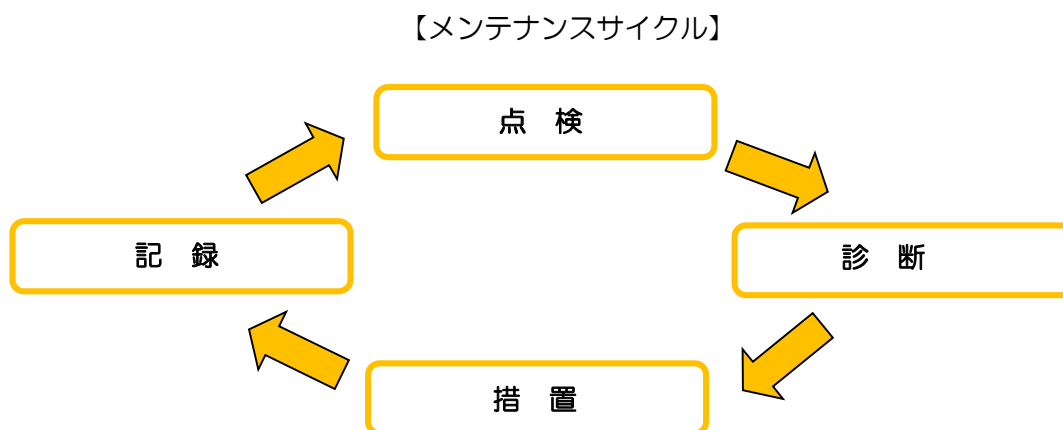 【メンテナンスサイクル】
点　検
記　録
診　断
措　置